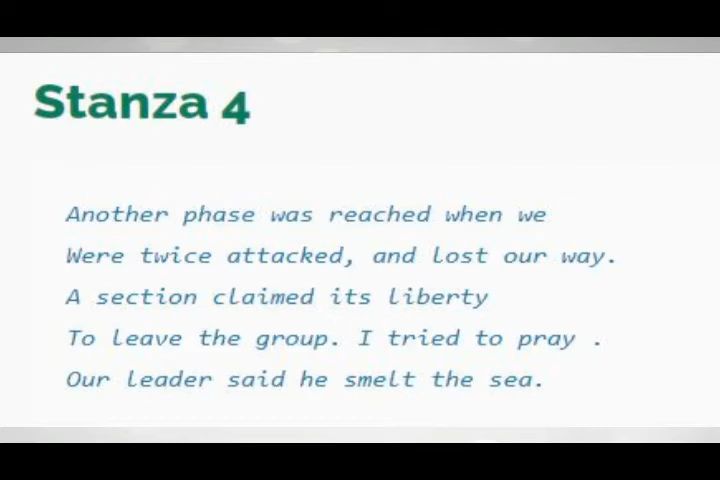 Stanza 4
Another phase was reached when we
Were twice attacked, and lost our way.
A section claimed its liberty
To leave the group. I tried to pray .
Our leader said he smelt the sea.